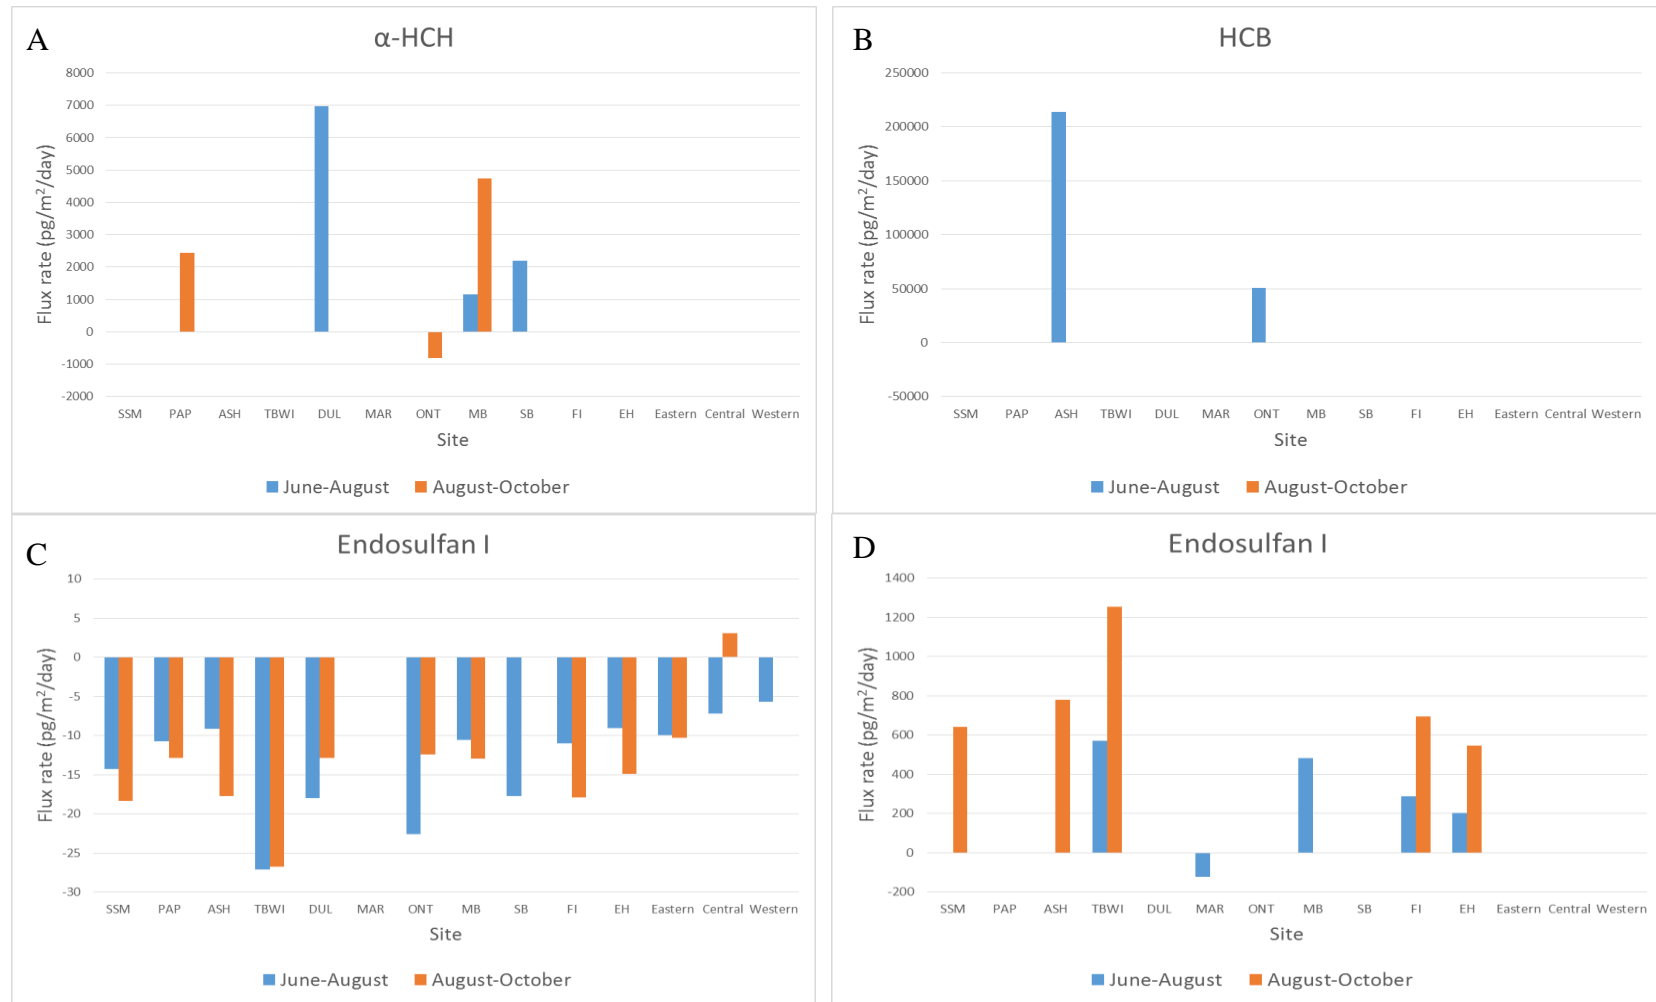 A
α-HCH
8000
7000
6000
5000
4000
3000
2000
1000
0
-1000
-2000
Flux rate (pg/m²/day)
SSM PAP ASH TBWI DUL MAR ONT MB SB FI EH Eastern Central Western
Site
June-August August-October
B
HCB
250000
200000
150000
100000
50000
0
-50000
Flux rate (pg/m²/day)
SSM PAP ASH TBWI DUL MAR ONT MB SB FI EH Eastern Central Western
Site
June-August August-October
C
Endosulfan I
10
5
0
-5
-10
-15
-20
-25
-30
Flux rate (pg/m²/day)
SSM PAP ASH TBWI DUL MAR ONT MB SB FI EH Eastern Central Western
Site
June-August August-October
D
Endosulfan I
1400
1200
1000
800
600
400
200
0
-200
Flux rate (pg/m²/day)
SSM PAP ASH TBWI DUL MAR ONT MB SB FI EH Eastern Central Western
Site
June-August August-October